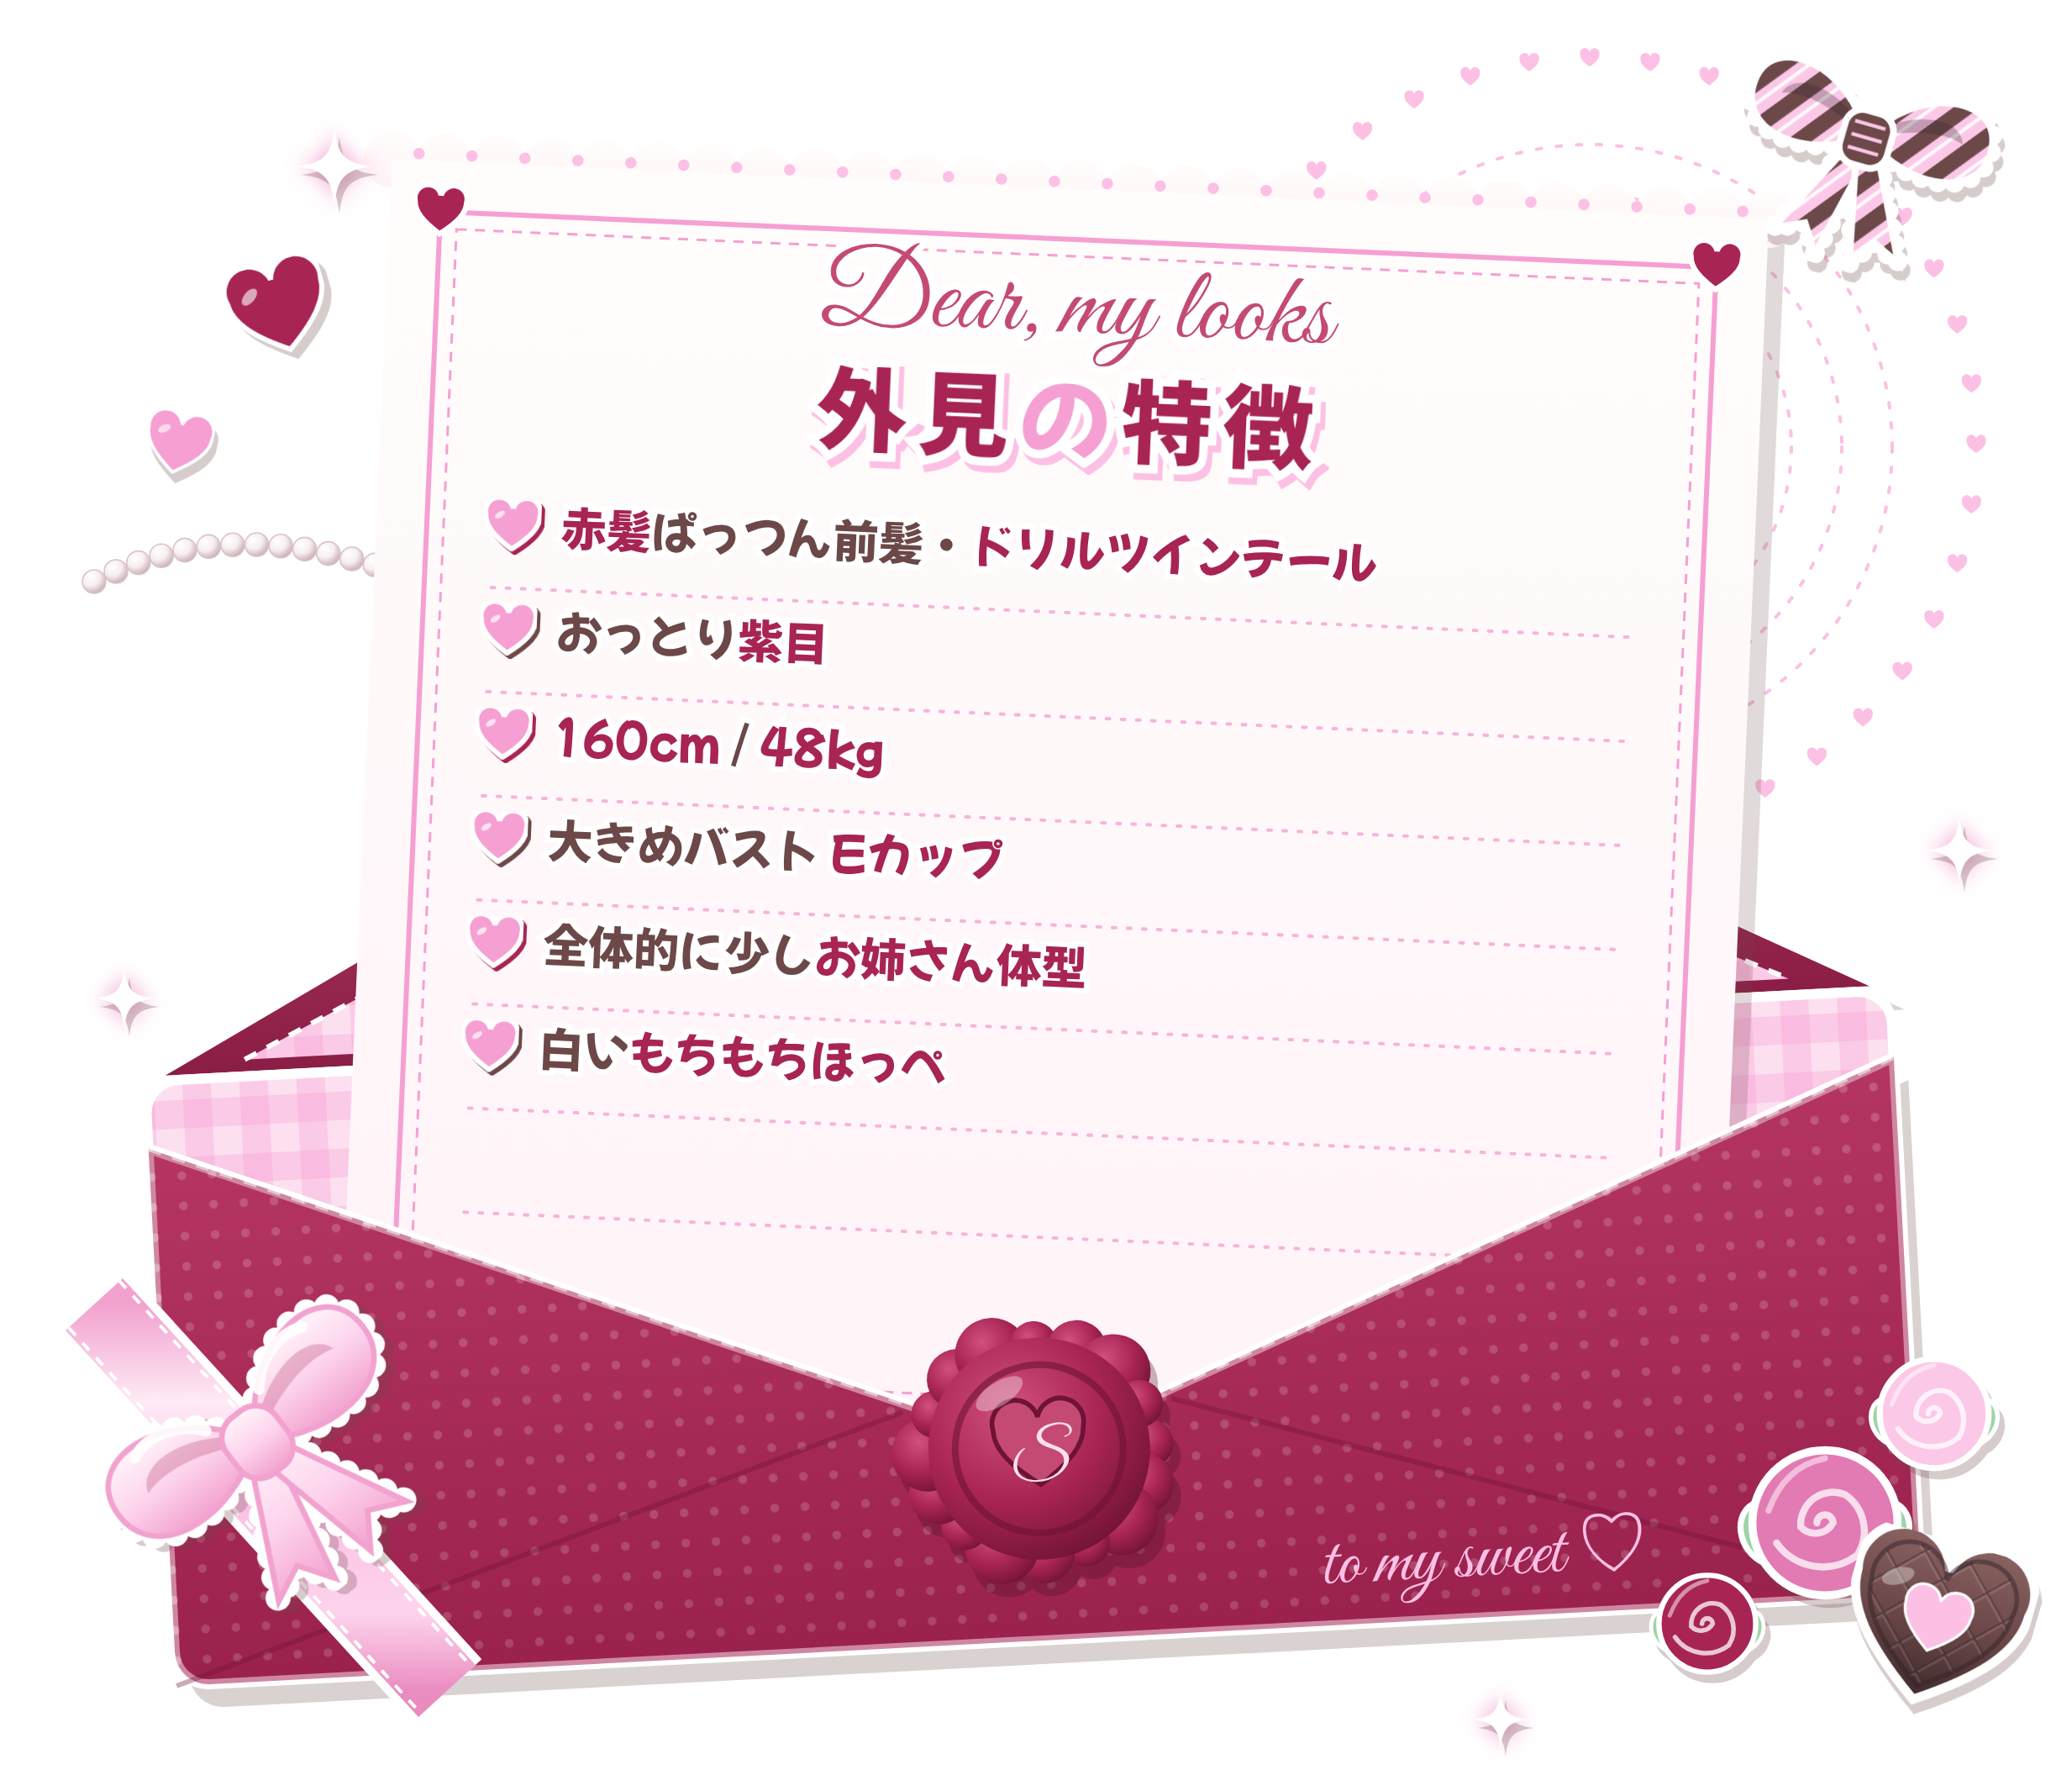 Dear, my looks
外見の特徴
赤髪ぱっつん前髪・ドリルツインテール
おっとり紫目
160cm / 48kg
大きめバスト Eカップ
全体的に少しお姉さん体型
白いもちもちほっぺ
S
to my sweet